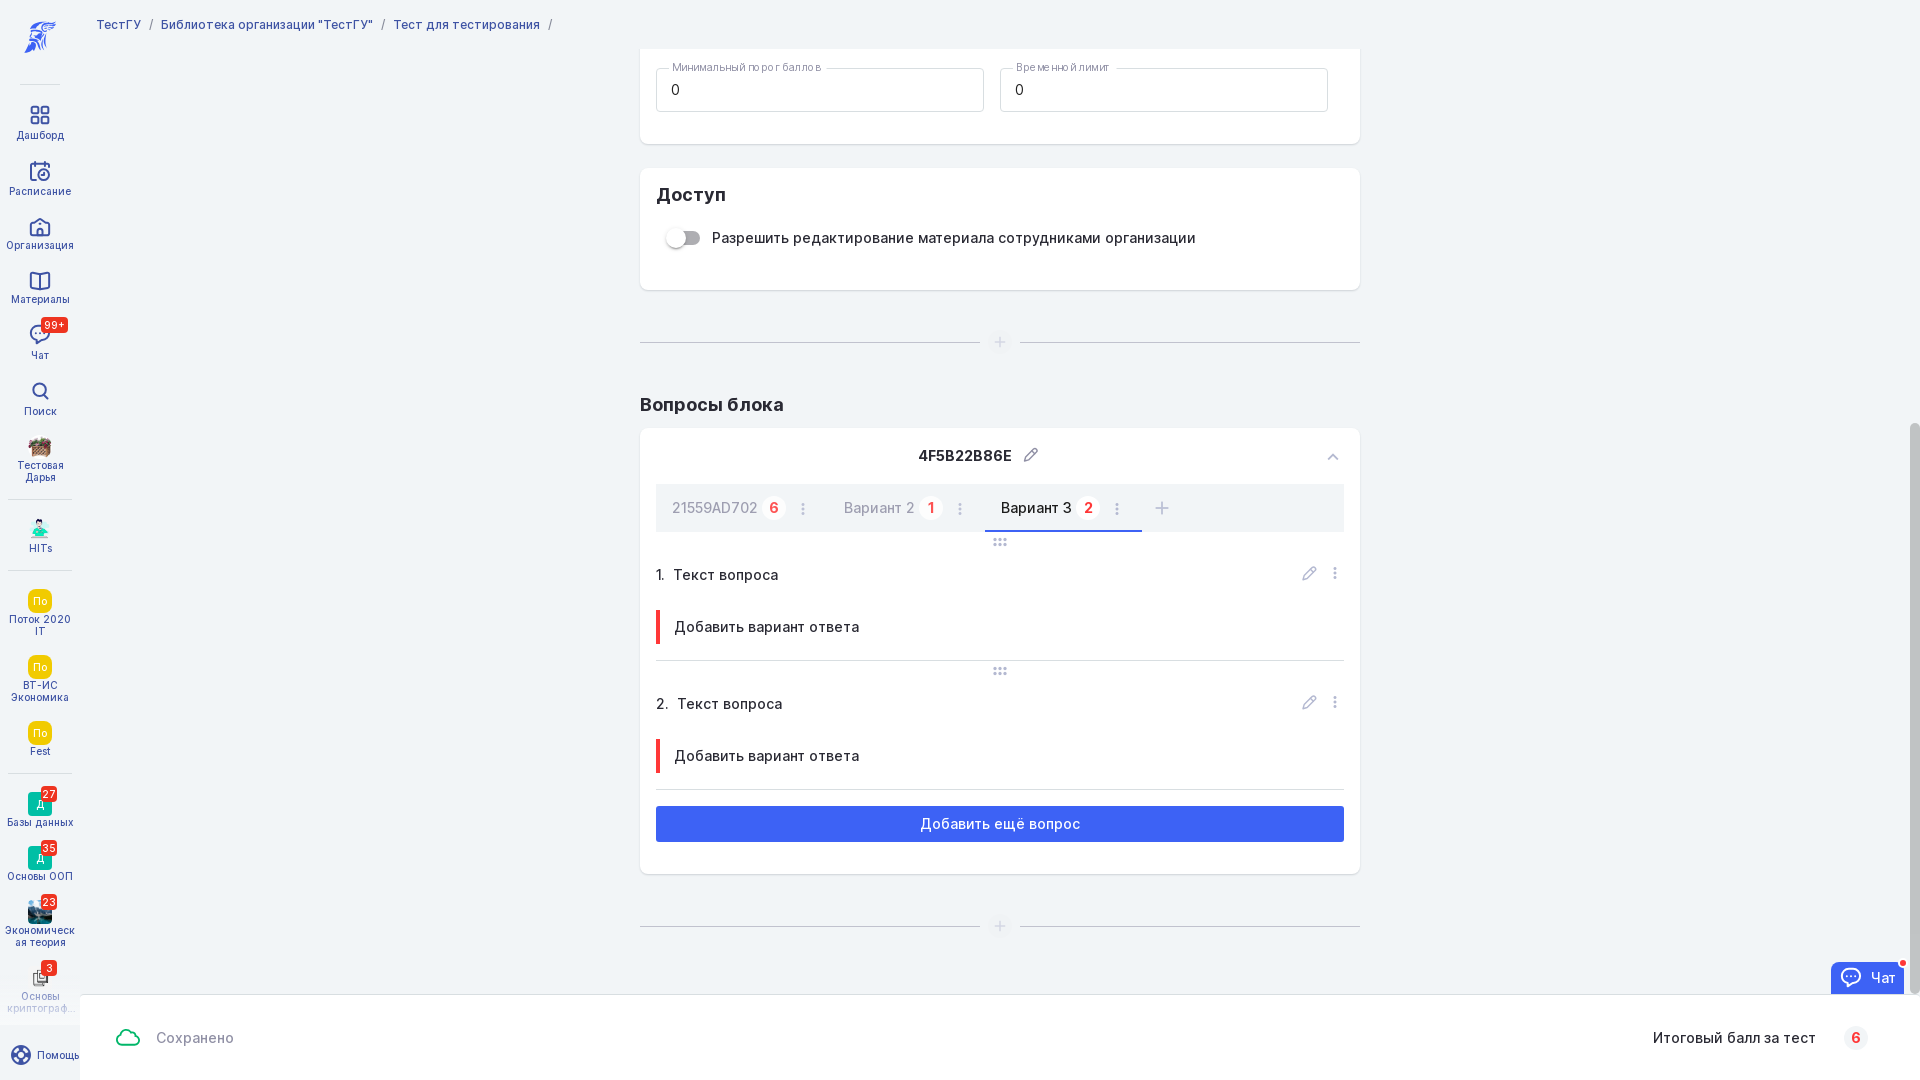 ТестГУ / Библиотека организации "ТестГУ" / Тест для тестирования /
Дашборд
Расписание
Организация
Материалы
99+
Чат
Поиск
Тестовая
Дарья
HITs
По
Поток 2020
IT
По
ВТ-ИС
Экономика
По
Fest
27
Д
Базы данных
35
Д
Основы ООП
23
Экономическ
ая теория
3
Основы
криптограф...
Помощь
Минимальный порог баллов
0
Временной лимит
0
Доступ
Разрешить редактирование материала сотрудниками организации
Вопросы блока
4F5B22B86E
21559AD702 6 Вариант 2 1 Вариант 3 2
1. Текст вопроса
Добавить вариант ответа
2. Текст вопроса
Добавить вариант ответа
Добавить ещё вопрос
Чат
Сохранено
Итоговый балл за тест 6